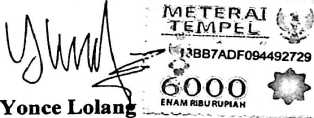 METERAI
TEMPEL
13BB7ADF094492729
6000
ENAM RIBU RUPIAH
Yonce Lolang